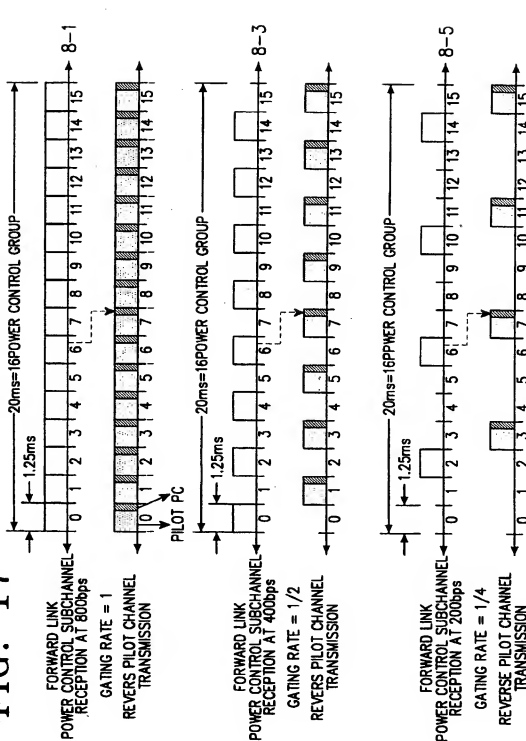 FIG. 17
20ms=16POWER CONTROL GROUP
1.25ms
FORWARD LINK
POWER CONTROL SUBCHANNEL
RECEPTION AT 800bps
0 1 2 3 4 5 6 7 8 9 10 11 12 13 14 15
8-1
GATING RATE = 1
REVERS PILOT CHANNEL
TRANSMISSION
0 1 2 3 4 5 6 7 8 9 10 11 12 13 14 15
PILOT PC
20ms=16POWER CONTROL GROUP
1.25ms
FORWARD LINK
POWER CONTROL SUBCHANNEL
RECEPTION AT 400bps
0 1 2 3 4 5 6 7 8 9 10 11 12 13 14 15
8-3
GATING RATE = 1/2
REVERS PILOT CHANNEL
TRANSMISSION
0 1 2 3 4 5 6 7 8 9 10 11 12 13 14 15
20ms=16PPWER CONTROL GROUP
1.25ms
FORWARD LINK
POWER CONTROL SUBCHANNEL
RECEPTION AT 200bps
0 1 2 3 4 5 6 7 8 9 10 11 12 13 14 15
8-5
GATING RATE = 1/4
REVERSE PILOT CHANNEL
TRANSMISSION
0 1 2 3 4 5 6 7 8 9 10 11 12 13 14 15